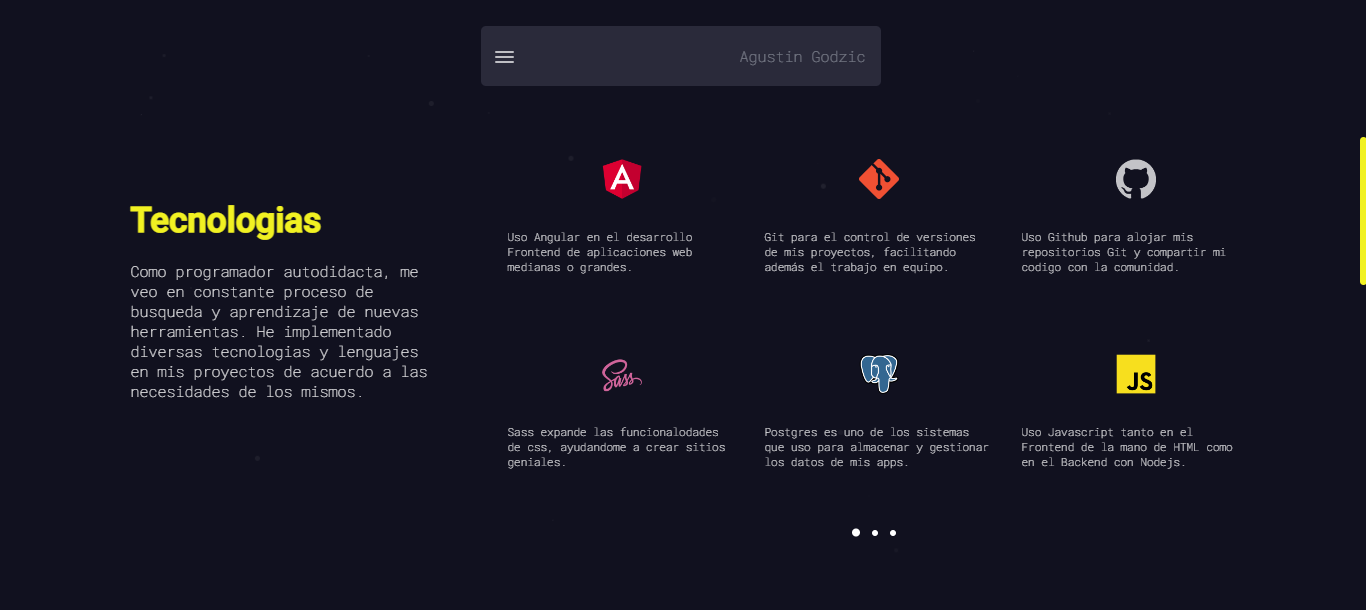 Agustin Godzic
Tecnologias
Como programador autodidacta, me
veo en constante proceso de
busqueda y aprendizaje de nuevas
herramientas. He implementado
diversas tecnologias y lenguajes
en mis proyectos de acuerdo a las
necesidades de los mismos.
A
Uso Angular en el desarrollo
Frontend de aplicaciones web
medianas o grandes.
Git para el control de versiones
de mis proyectos, facilitando
además el trabajo en equipo.
Uso Github para alojar mis
repositorios Git y compartir mi
codigo con la comunidad.
Sass
Sass expande las funcionalodades
de css, ayudandome a crear sitios
geniales.
Postgres es uno de los sistemas
que uso para almacenar y gestionar
los datos de mis apps.
JS
Uso Javascript tanto en el
Frontend de la mano de HTML como
en el Backend con Nodejs.